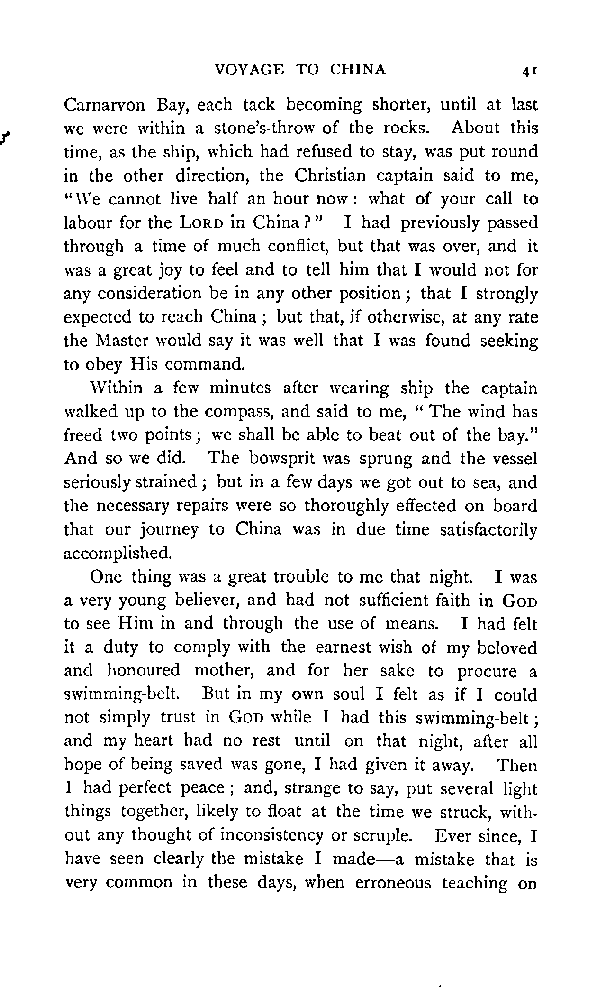 VOYAGE TO CHINA 41
Carnarvon Bay, each tack becoming shorter, until at last
we were within a stone's-throw of the rocks. About this
time, as the ship, which had refused to stay, was put round
in the other direction, the Christian captain said to me,
"We cannot live half an hour now: what of your call to
labour for the LORD in China?" I had previously passed
through a time of much conflict, but that was over, and it
was a great joy to feel and to tell him that I would not for
any consideration be in any other position; that I strongly
expected to reach China; but that, if otherwise, at any rate
the Master would say it was well that I was found seeking
to obey His command.
Within a few minutes after wearing ship the captain
walked up to the compass, and said to me, "The wind has
freed two points; we shall be able to beat out of the bay."
And so we did. The bowsprit was sprung and the vessel
seriously strained; but in a few days we got out to sea, and
the necessary repairs were so thoroughly effected on board
that our journey to China was in due time satisfactorily
accomplished.
One thing was a great trouble to me that night. I was
a very young believer, and had not sufficient faith in GOD
to see Him in and through the use of means. I had felt
it a duty to comply with the earnest wish of my beloved
and honoured mother, and for her sake to procure a
swimming-belt. But in my own soul I felt as if I could
not simply trust in GOD while I had this swimming-belt;
and my heart had no rest until on that night, after all
hope of being saved was gone, I had given it away. Then
I had perfect peace; and, strange to say, put several light
things together, likely to float at the time we struck, with-
out any thought of inconsistency or scruple. Ever since, I
have seen clearly the mistake I made—a mistake that is
very common in these days, when erroneous teaching on